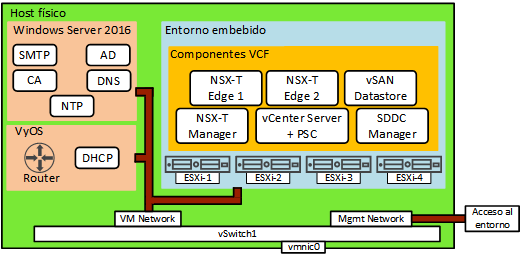 Host físico
Windows Server 2016
SMTP
AD
CA
DNS
NTP
VyOS
Router
DHCP
Entorno embebido
Componentes VCF
NSX-T
Edge 1
NSX-T
Edge 2
vSAN
Datastore
NSX-T
Manager
vCenter Server
+ PSC
SDDC
Manager
ESXi-1
ESXi-2
ESXi-3
ESXi-4
VM Network
Mgmt Network
Acceso al
entorno
vSwitch1
vmnic0